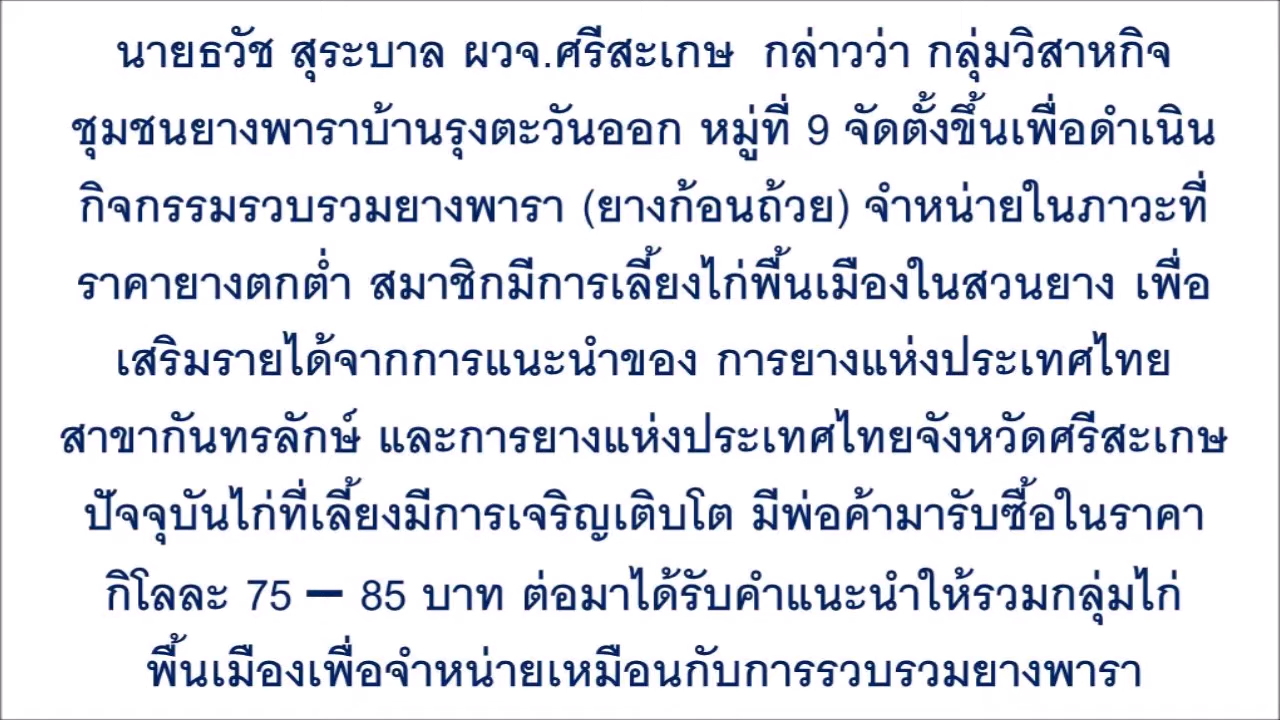 นายธวัช สุระบาล ผวจ.ศรีสะเกษ กล่าวว่า กลุ่มวิสาหกิจ
ชุมชนยางพาราบ้านรุงตะวันออก หมู่ที่ 9 จัดตั้งขึ้นเพื่อดำเนิน
กิจกรรมรวบรวมยางพารา (ยางก้อนถ้วย) จำหน่ายในภาวะที่
ราคายางตกต่ำ สมาชิกมีการเลี้ยงไก่พื้นเมืองในสวนยาง เพื่อ
เสริมรายได้จากการแนะนำของ การยางแห่งประเทศไทย
สาขากันทรลักษ์ และการยางแห่งประเทศไทยจังหวัดศรีสะเกษ
ปัจจุบันไก่ที่เลี้ยงมีการเจริญเติบโต มีพ่อค้ามารับซื้อในราคา
กิโลละ 75 – 85 บาท ต่อมาได้รับคำแนะนำให้รวมกลุ่มไก่
พื้นเมืองเพื่อจำหน่ายเหมือนกับการรวบรวมยางพารา